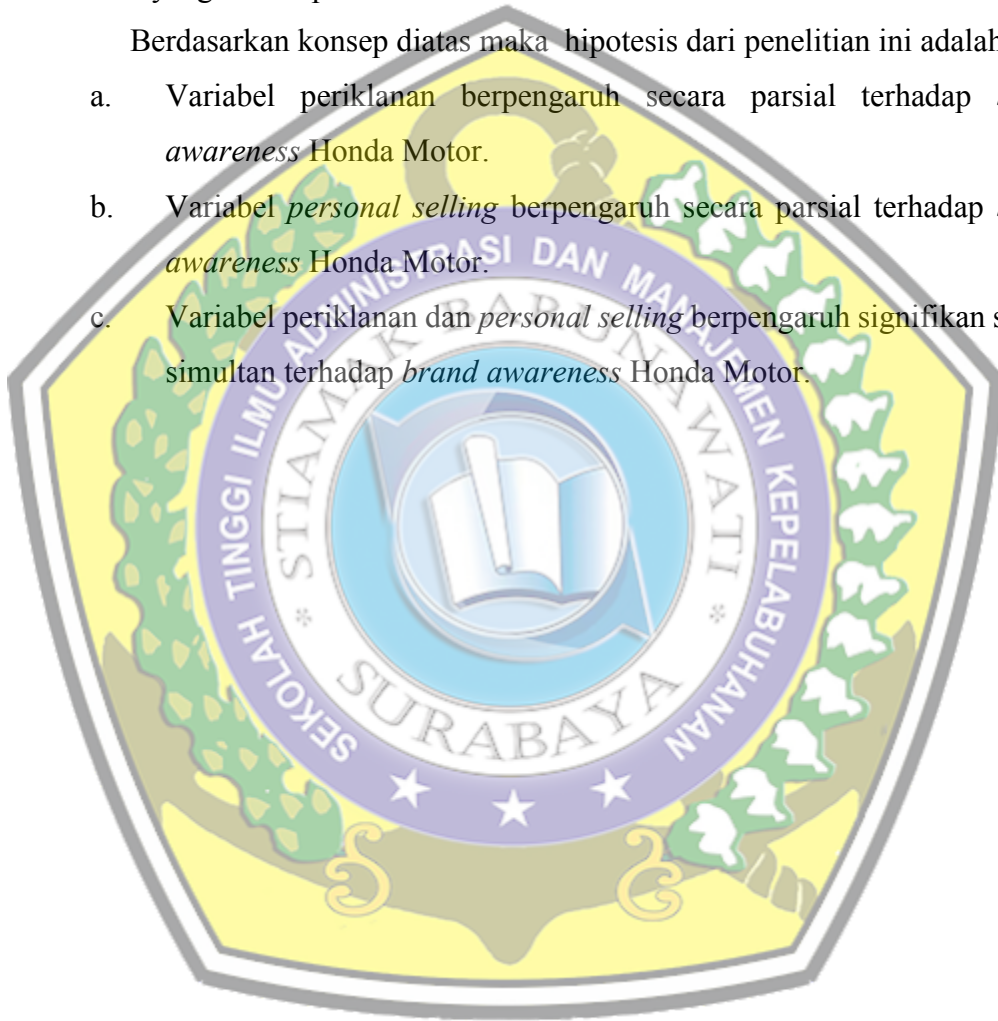 Berdasarkan konsep diatas maka hipotesis dari penelitian ini adalah
a. Variabel periklanan berpengaruh secara parsial terhadap
awareness Honda Motor.
b. Variabel personal selling berpengaruh secara parsial terhadap
awareness Honda Motor.
c. Variabel periklanan dan personal selling berpengaruh signifikan
simultan terhadap brand awareness Honda Motor.
SEKOLAH TINGGI ILMU ADMINISTRASI DAN MANAJEMEN KEPELABUHANAN
STIAMAK BARUNAWATI
* SURABAYA *